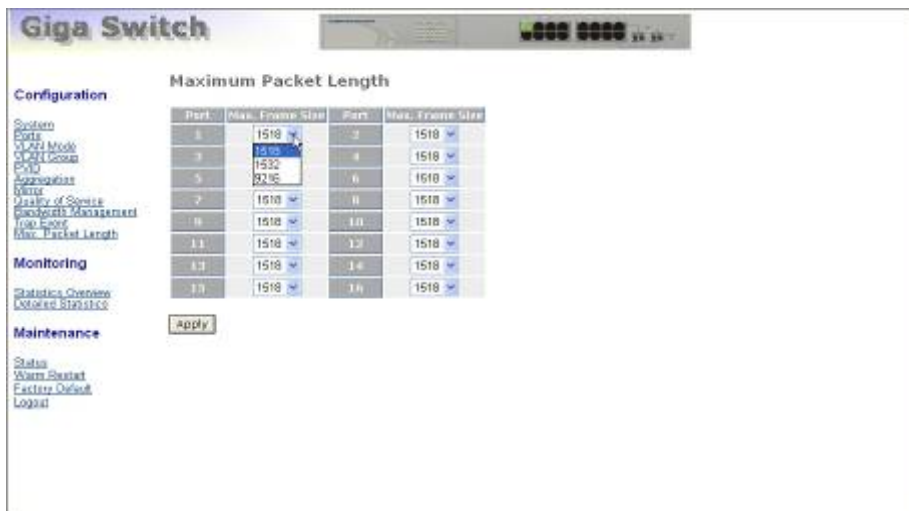 Giga Switch
Configuration
System
Ports
VLAN Mode
VLAN Group
PVID
Aggregation
Mirror
Quality of Service
Bandwidth Management
Trap Event
Max. Packet Length
Monitoring
Statistics Overview
Detailed Statistics
Maintenance
Status
Warm Restart
Factory Default
Logout
Maximum Packet Length
Port Max. Frame Size Port Max. Frame Size
1 1518 2 1518
1518
1532
9216
3 4 1518
5 6 1518
7 1518 8 1518
9 1518 10 1518
11 1518 12 1518
13 1518 14 1518
15 1518 16 1518
Apply